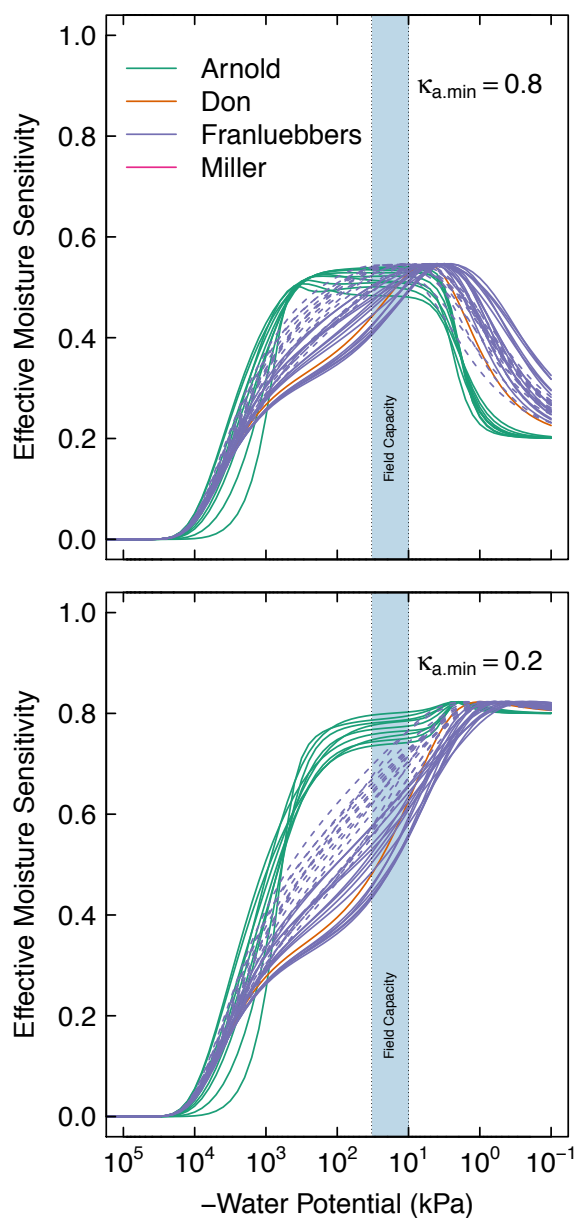 1.0
0.8
0.6
0.4
0.2
0.0
Effective Moisture Sensitivity
Arnold
Don
Franluebbers
Miller
κa.min = 0.8
Field Capacity
1.0
0.8
0.6
0.4
0.2
0.0
Effective Moisture Sensitivity
κa.min = 0.2
Field Capacity
10⁵ 10⁴ 10³ 10² 10¹ 10⁰ 10⁻¹
−Water Potential (kPa)